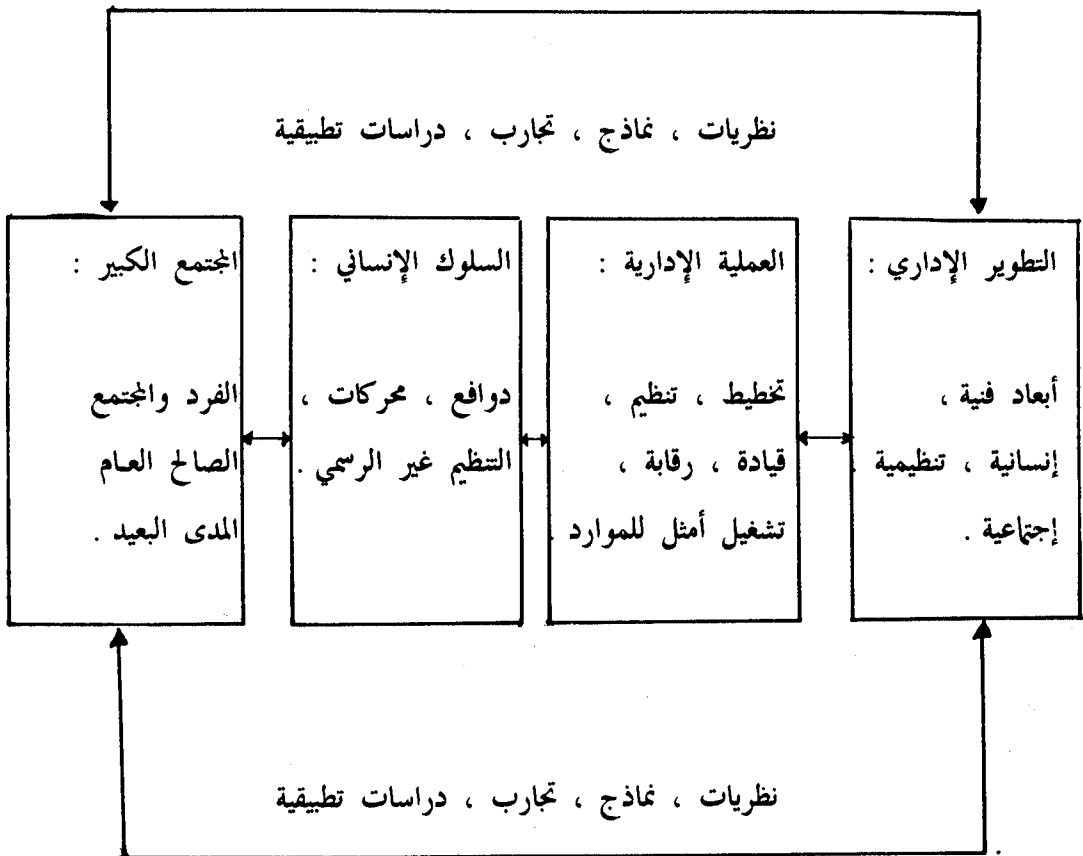 نظريات ، نماذج ، تجارب ، دراسات تطبيقية
التطوير الإداري :
أبعاد فنية ،
إنسانية ، تنظيمية .
إجتماعية .
العملية الإدارية :
تخطيط ، تنظيم ،
قيادة ، رقابة ،
تشغيل أمثل للموارد .
السلوك الإنساني :
دوافع ، محركات ،
التنظيم غير الرسمي .
المجتمع الكبير :
الفرد والمجتمع
الصالح العام
المدى البعيد .
نظريات ، نماذج ، تجارب ، دراسات تطبيقية